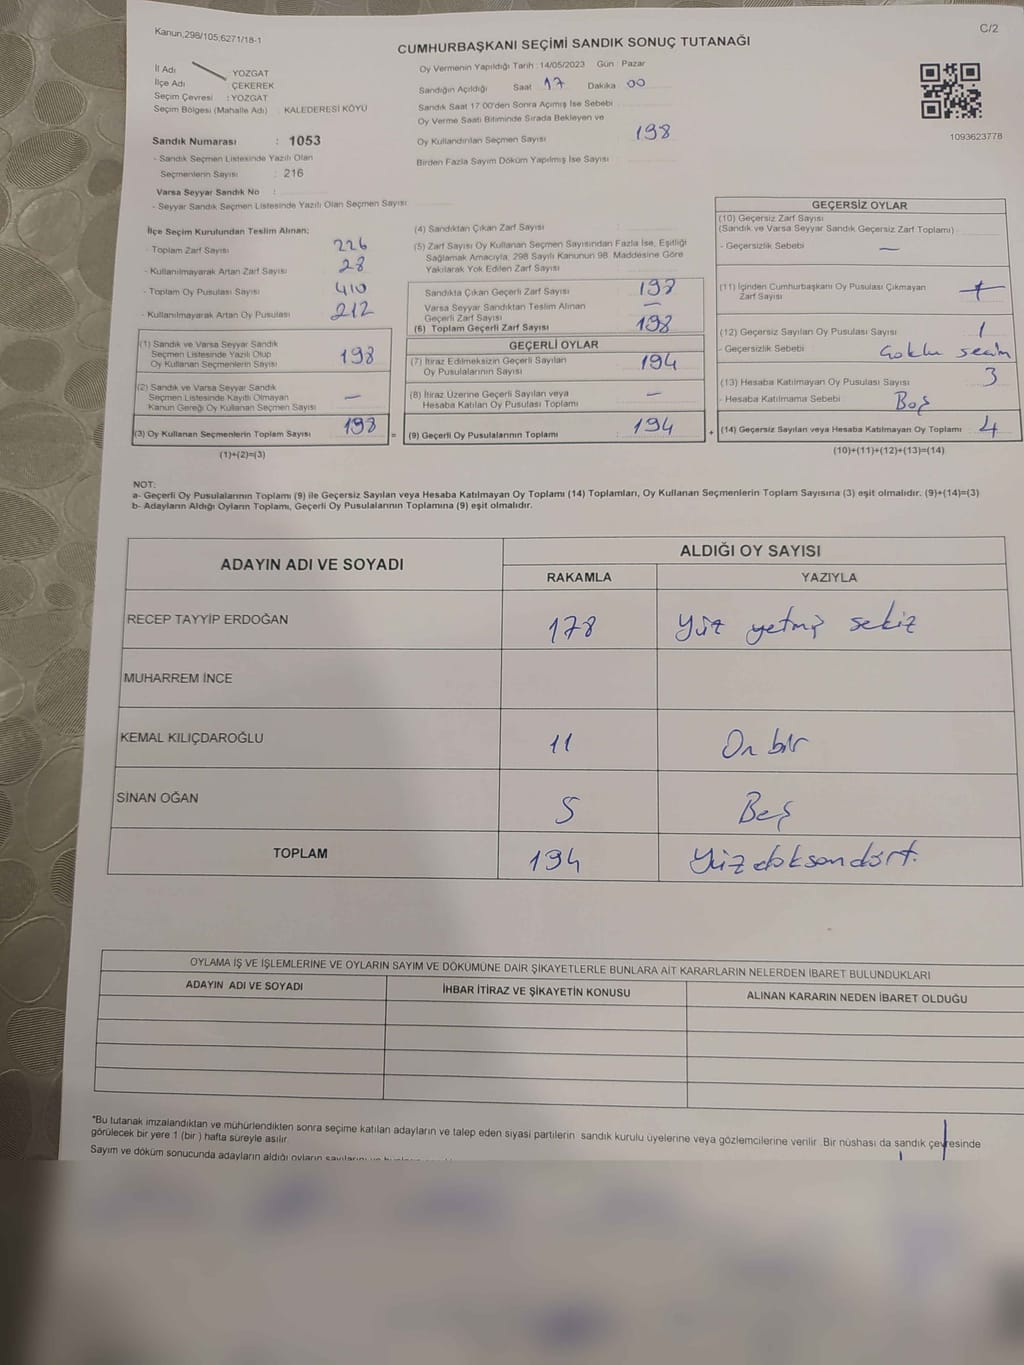 Kanun,298/105,6271/18-1
C/2
CUMHURBAŞKANI SEÇİMİ SANDIK SONUÇ TUTANAĞI
İl Adı YOZGAT
İlçe Adı : ÇEKEREK
Seçim Çevresi : YOZGAT
Seçim Bölgesi (Mahalle Adı) : KALEDERESİ KÖYÜ
Sandık Numarası : 1053
- Sandık Seçmen Listesinde Yazılı Olan
Seçmenlerin Sayısı : 216
Varsa Seyyar Sandık No :
- Seyyar Sandık Seçmen Listesinde Yazılı Olan Seçmen Sayısı
Oy Vermenin Yapıldığı Tarih : 14/05/2023 Gün : Pazar
Sandığın Açıldığı Saat 17 Dakika 00
Sandık Saat 17:00'den Sonra Açımış İse Sebebi
Oy Verme Saati Bitiminde Sırada Bekleyen ve
Oy Kullandırılan Seçmen Sayısı 198
Birden Fazla Sayım Döküm Yapılmış İse Sayısı
1093623778
İlçe Seçim Kurulundan Teslim Alınan;
- Toplam Zarf Sayısı 226
- Kullanılmayarak Artan Zarf Sayısı 28
- Toplam Oy Pusulası Sayısı 410
- Kullanılmayarak Artan Oy Pusulası 212
(1) Sandık ve Varsa Seyyar Sandık
Seçmen Listesinde Yazılı Olup
Oy Kullanan Seçmenlerin Sayısı 198
(2) Sandık ve Varsa Seyyar Sandık
Seçmen Listesinde Kayıtlı Olmayan
Kanun Gereği Oy Kullanan Seçmen Sayısı —
(3) Oy Kullanan Seçmenlerin Toplam Sayısı 198
(1)+(2)=(3)
(4) Sandıktan Çıkan Zarf Sayısı :
(5) Zarf Sayısı Oy Kullanan Seçmen Sayısından Fazla İse, Eşitliği
Sağlamak Amacıyla, 298 Sayılı Kanunun 98. Maddesine Göre
Yakılarak Yok Edilen Zarf Sayısı
Sandıkta Çıkan Geçerli Zarf Sayısı 198
Varsa Seyyar Sandıktan Teslim Alınan
Geçerli Zarf Sayısı —
(6) Toplam Geçerli Zarf Sayısı 198
GEÇERLİ OYLAR
(7) İtiraz Edilmeksizin Geçerli Sayılan
Oy Pusulalarının Sayısı 194
(8) İtiraz Üzerine Geçerli Sayılan veya
Hesaba Katılan Oy Pusulası Toplamı —
= (9) Geçerli Oy Pusulalarının Toplamı : 194
GEÇERSİZ OYLAR
(10) Geçersiz Zarf Sayısı
(Sandık ve Varsa Seyyar Sandık Geçersiz Zarf Toplamı)
- Geçersizlik Sebebi —
(11) İçinden Cumhurbaşkanı Oy Pusulası Çıkmayan
Zarf Sayısı
(12) Geçersiz Sayılan Oy Pusulası Sayısı 1
- Geçersizlik Sebebi Çoklu seçim
(13) Hesaba Katılmayan Oy Pusulası Sayısı 3
- Hesaba Katılmama Sebebi Boş
+ (14) Geçersiz Sayılan veya Hesaba Katılmayan Oy Toplamı 4
(10)+(11)+(12)+(13)=(14)
NOT:
a- Geçerli Oy Pusulalarının Toplamı (9) ile Geçersiz Sayılan veya Hesaba Katılmayan Oy Toplamı (14) Toplamları, Oy Kullanan Seçmenlerin Toplam Sayısına (3) eşit olmalıdır. (9)+(14)=(3)
b- Adayların Aldığı Oyların Toplamı, Geçerli Oy Pusulalarının Toplamına (9) eşit olmalıdır.
ADAYIN ADI VE SOYADI
ALDIĞI OY SAYISI
RAKAMLA YAZIYLA
RECEP TAYYİP ERDOĞAN 178 Yüz yetmiş sekiz
MUHARREM İNCE
KEMAL KILIÇDAROĞLU 11 On bir
SİNAN OĞAN 5 Beş
TOPLAM 194 Yüz doksan dört.
OYLAMA İŞ VE İŞLEMLERİNE VE OYLARIN SAYIM VE DÖKÜMÜNE DAİR ŞİKAYETLERLE BUNLARA AİT KARARLARIN NELERDEN İBARET BULUNDUKLARI
ADAYIN ADI VE SOYADI İHBAR İTİRAZ VE ŞİKAYETİN KONUSU ALINAN KARARIN NEDEN İBARET OLDUĞU
*Bu tutanak imzalandıktan ve mühürlendikten sonra seçime katılan adayların ve talep eden siyasi partilerin sandık kurulu üyelerine veya gözlemcilerine verilir. Bir nüshası da sandık çevresinde
görülecek bir yere 1 (bir ) hafta süreyle asılır.
Sayım ve döküm sonucunda adayların aldığı oyların sayılarını